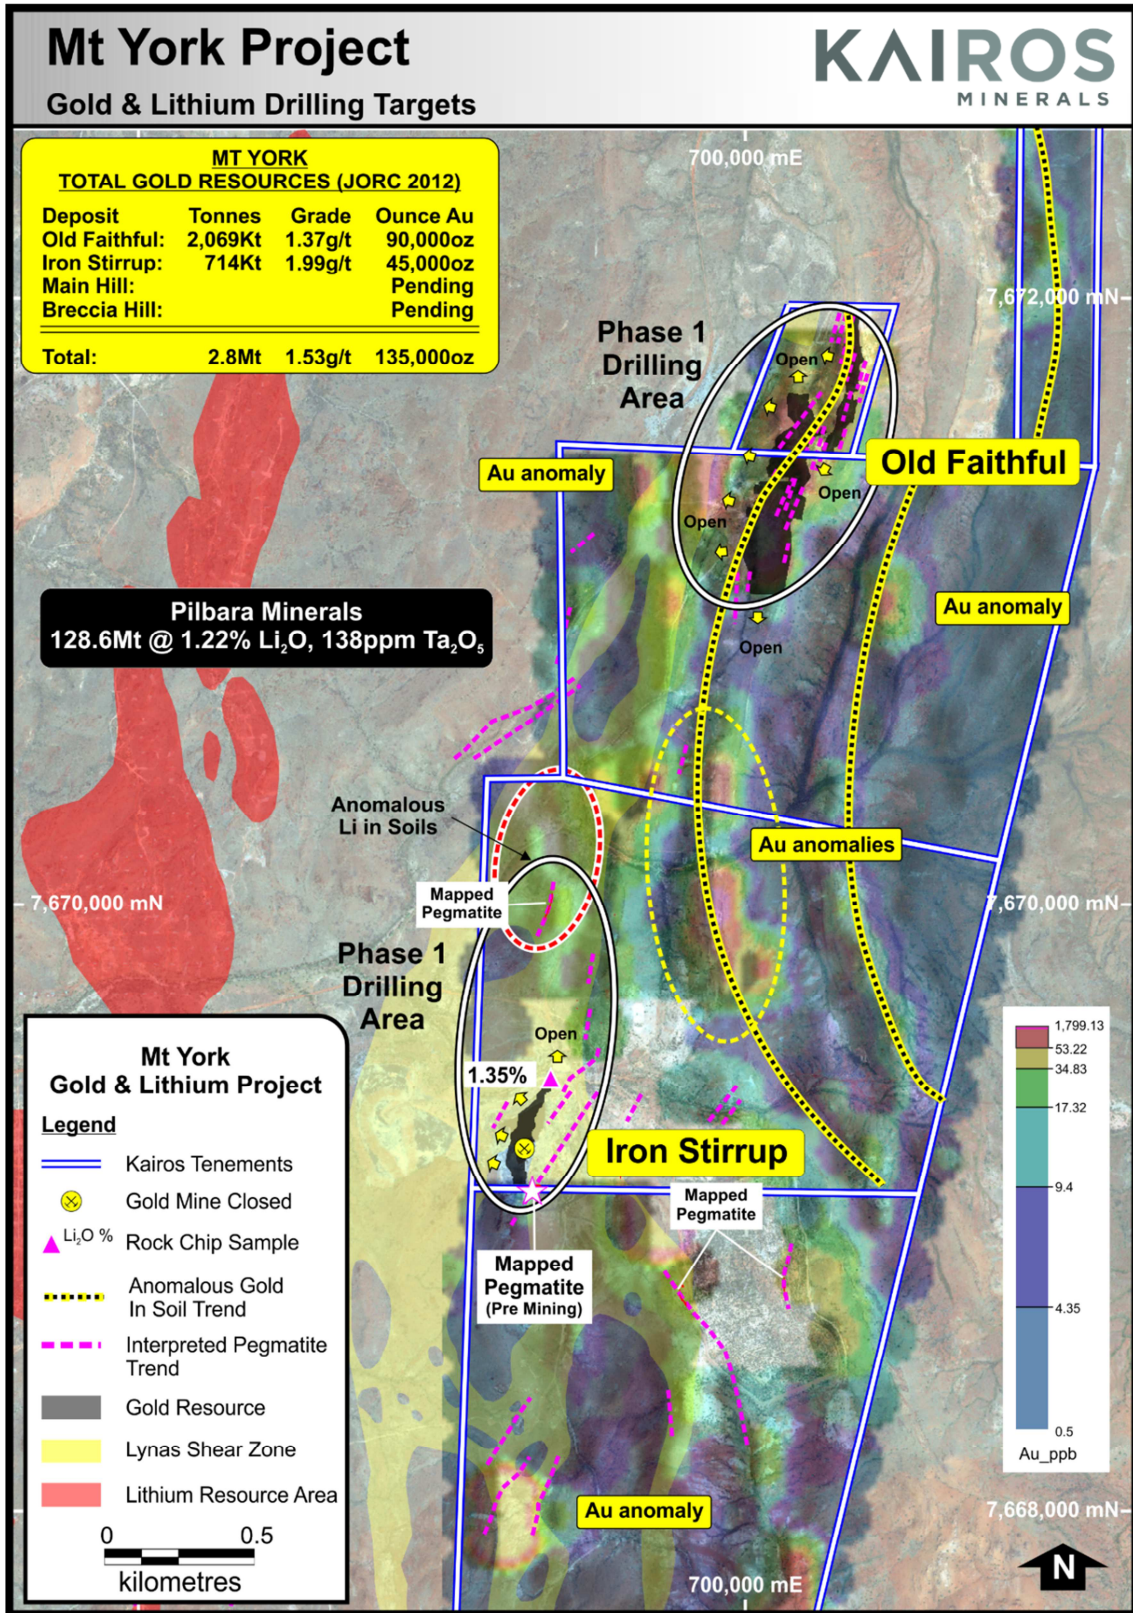 Mt York Project
Gold & Lithium Drilling Targets
KAIROS
MINERALS
MT YORK
TOTAL GOLD RESOURCES (JORC 2012)
Deposit Tonnes Grade Ounce Au
Old Faithful: 2,069Kt 1.37g/t 90,000oz
Iron Stirrup: 714Kt 1.99g/t 45,000oz
Main Hill: Pending
Breccia Hill: Pending
Total: 2.8Mt 1.53g/t 135,000oz
700,000 mE
7,672,000 mN
Phase 1
Drilling
Area
Open
Old Faithful
Au anomaly
Open
Open
Pilbara Minerals
128.6Mt @ 1.22% Li₂O, 138ppm Ta₂O₅
Au anomaly
Open
Anomalous
Li in Soils
Au anomalies
Mapped
Pegmatite
7,670,000 mN
7,670,000 mN
Phase 1
Drilling
Area
Open
1.35%
Iron Stirrup
Mapped
Pegmatite
Mapped
Pegmatite
(Pre Mining)
Mt York
Gold & Lithium Project
Legend
Kairos Tenements
Gold Mine Closed
Li₂O % Rock Chip Sample
Anomalous Gold
In Soil Trend
Interpreted Pegmatite
Trend
Gold Resource
Lynas Shear Zone
Lithium Resource Area
0 0.5
kilometres
1,799.13
53.22
34.83
17.32
9.4
4.35
0.5
Au_ppb
Au anomaly
7,668,000 mN
700,000 mE
N